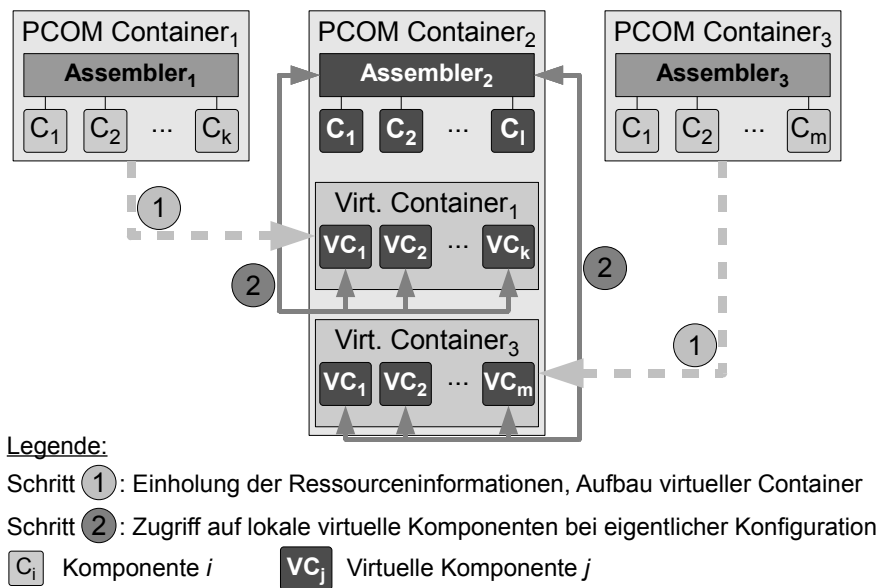 PCOM Container₁ PCOM Container₂ PCOM Container₃
Assembler₁ Assembler₂ Assembler₃
C₁ C₂ ... Cₖ C₁ C₂ ... Cₗ C₁ C₂ ... Cₘ
1
Virt. Container₁
VC₁ VC₂ ... VCₖ
2
2
Virt. Container₃
1
VC₁ VC₂ ... VCₘ
Legende:
Schritt 1: Einholung der Ressourceninformationen, Aufbau virtueller Container
Schritt 2: Zugriff auf lokale virtuelle Komponenten bei eigentlicher Konfiguration
Cᵢ Komponente i VCⱼ Virtuelle Komponente j